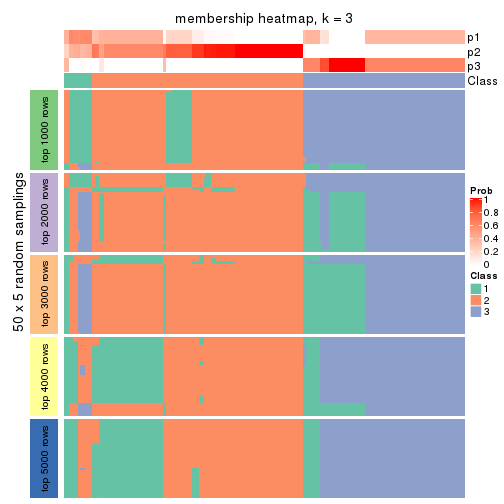 membership heatmap, k = 3
p1
p2
p3
Class
50 x 5 random samplings
top 1000 rows
top 2000 rows
top 3000 rows
top 4000 rows
top 5000 rows
Prob
1
0.8
0.6
0.4
0.2
0
Class
1
2
3